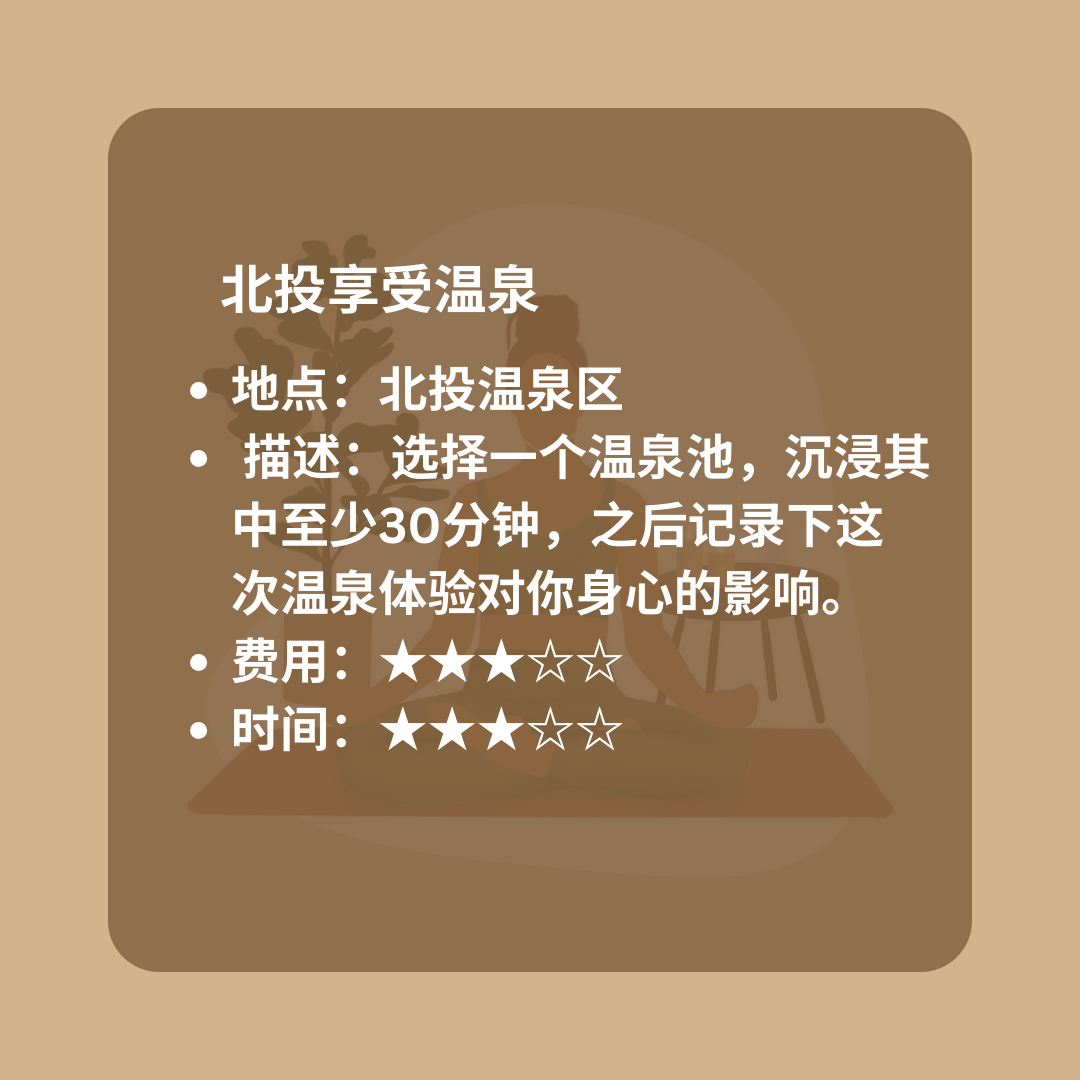 北投享受温泉
• 地点：北投温泉区
• 描述：选择一个温泉池，沉浸其
中至少30分钟，之后记录下这
次温泉体验对你身心的影响。
• 费用：★★★☆☆
• 时间：★★★☆☆